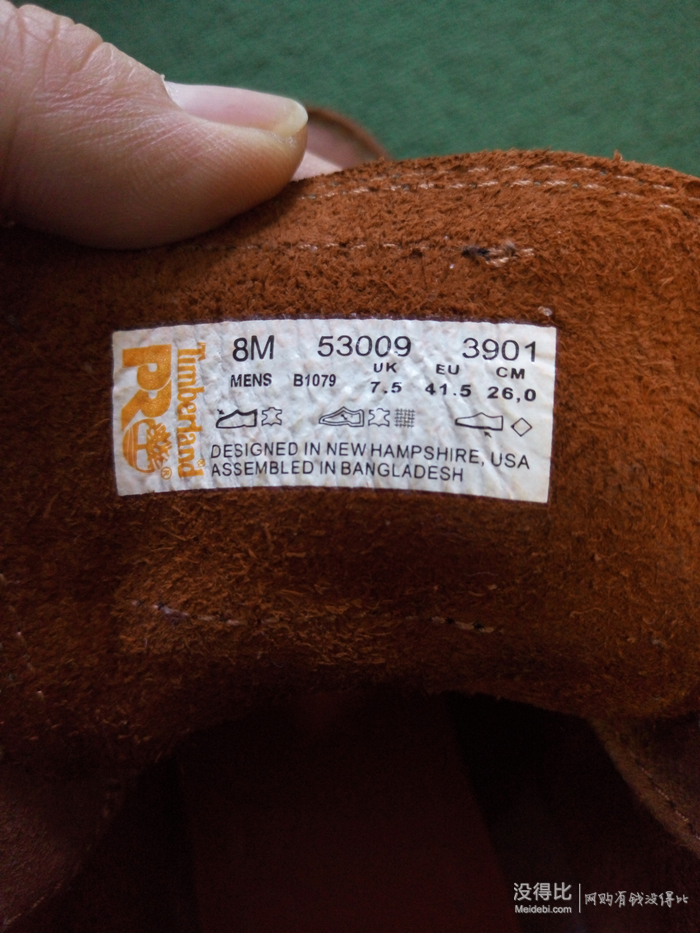 Timberland PRO ®
8M 53009 3901
UK EU CM
MENS B1079 7.5 41.5 26,0
DESIGNED IN NEW HAMPSHIRE, USA
ASSEMBLED IN BANGLADESH
没得比 网购有钱没得比
Meidebi.com